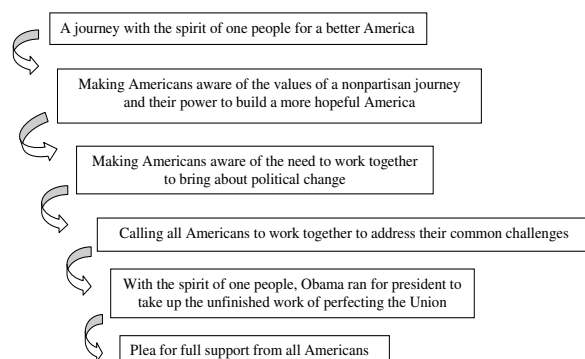 A journey with the spirit of one people for a better America
Making Americans aware of the values of a nonpartisan journey
and their power to build a more hopeful America
Making Americans aware of the need to work together
to bring about political change
Calling all Americans to work together to address their common challenges
With the spirit of one people, Obama ran for president to
take up the unfinished work of perfecting the Union
Plea for full support from all Americans